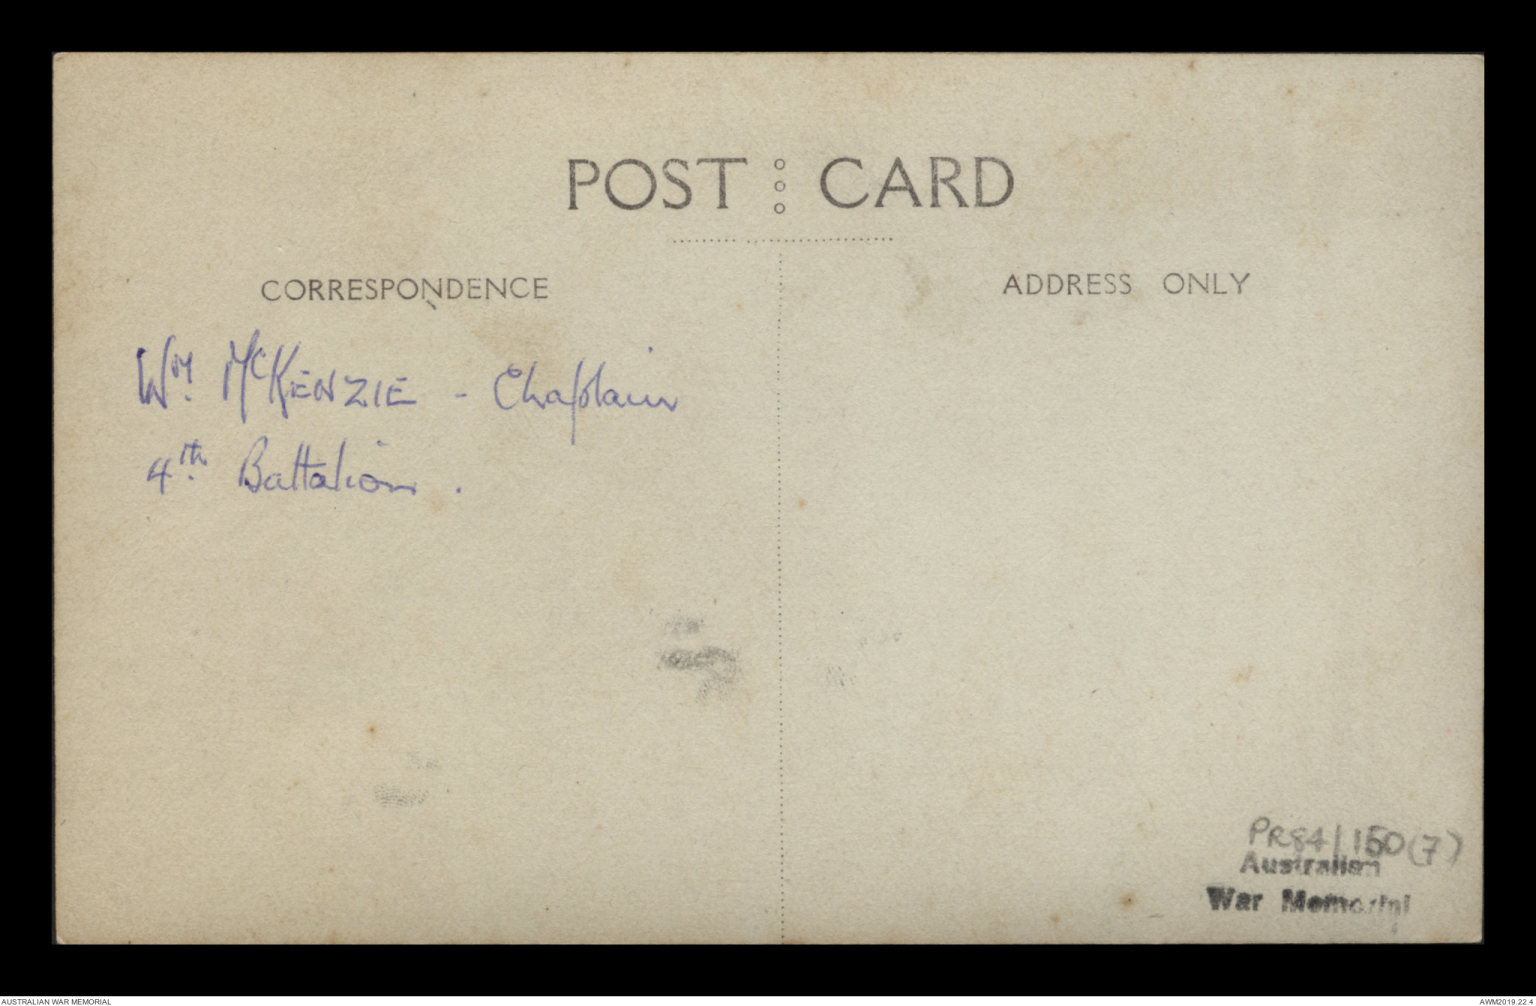 POST CARD
CORRESPONDENCE
ADDRESS ONLY
Wm. McKENZIE - Chaplain
4th. Battalion .
PR84/150(7)
Australian
War Memorial
AUSTRALIAN WAR MEMORIAL
AWM2019.22.4